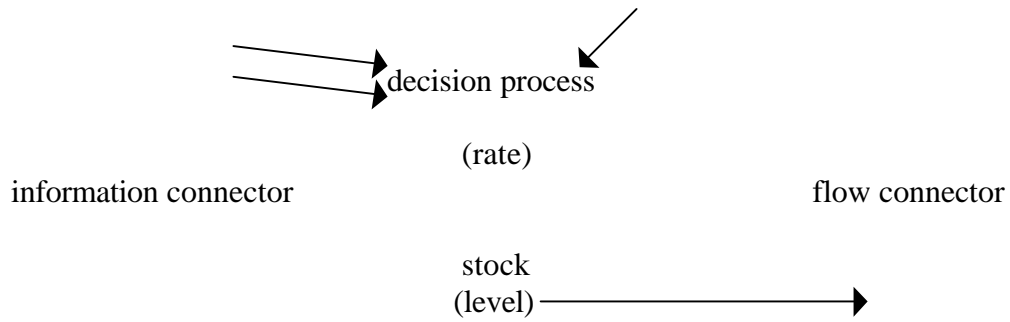 decision process
(rate)
information connector
flow connector
stock
(level)